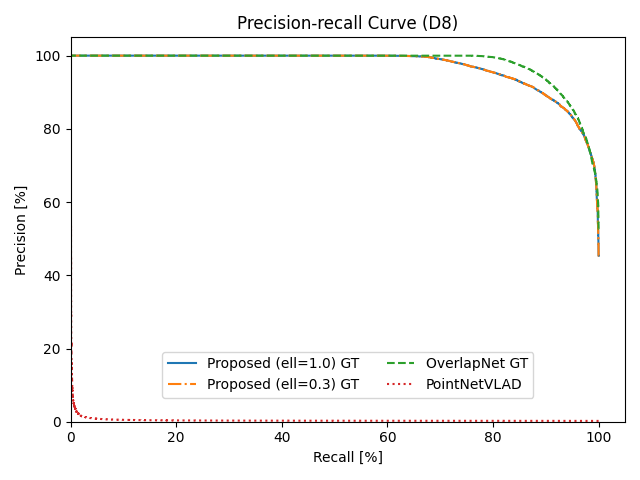 Precision-recall Curve (D8)
Precision [%]
100
80
60
40
20
0
Proposed (ell=1.0) GT
Proposed (ell=0.3) GT
OverlapNet GT
PointNetVLAD
0 20 40 60 80 100
Recall [%]